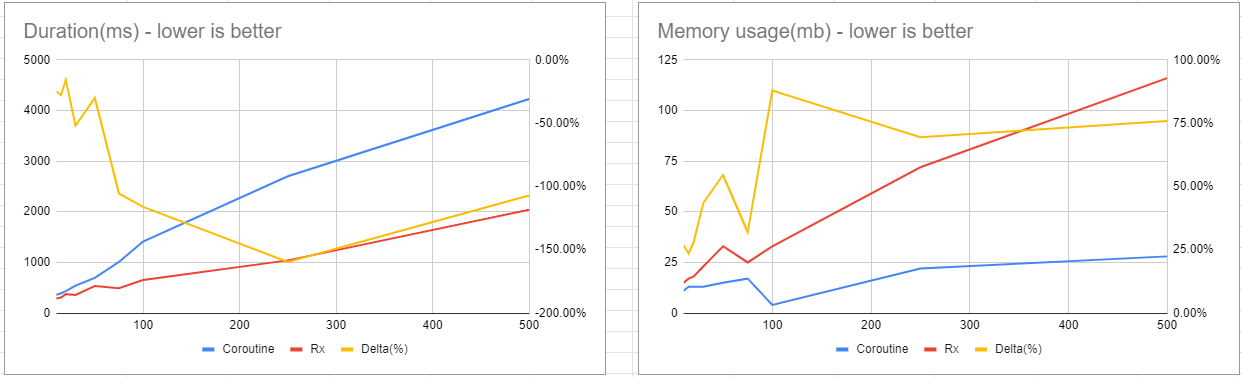 Duration(ms) - lower is better
5000 0.00%
4000 -50.00%
3000 -100.00%
2000 -150.00%
1000
0 -200.00%
100 200 300 400 500
Coroutine Rx Delta(%)
Memory usage(mb) - lower is better
125 100.00%
100 75.00%
75 50.00%
50 25.00%
25
0 0.00%
100 200 300 400 500
Coroutine Rx Delta(%)